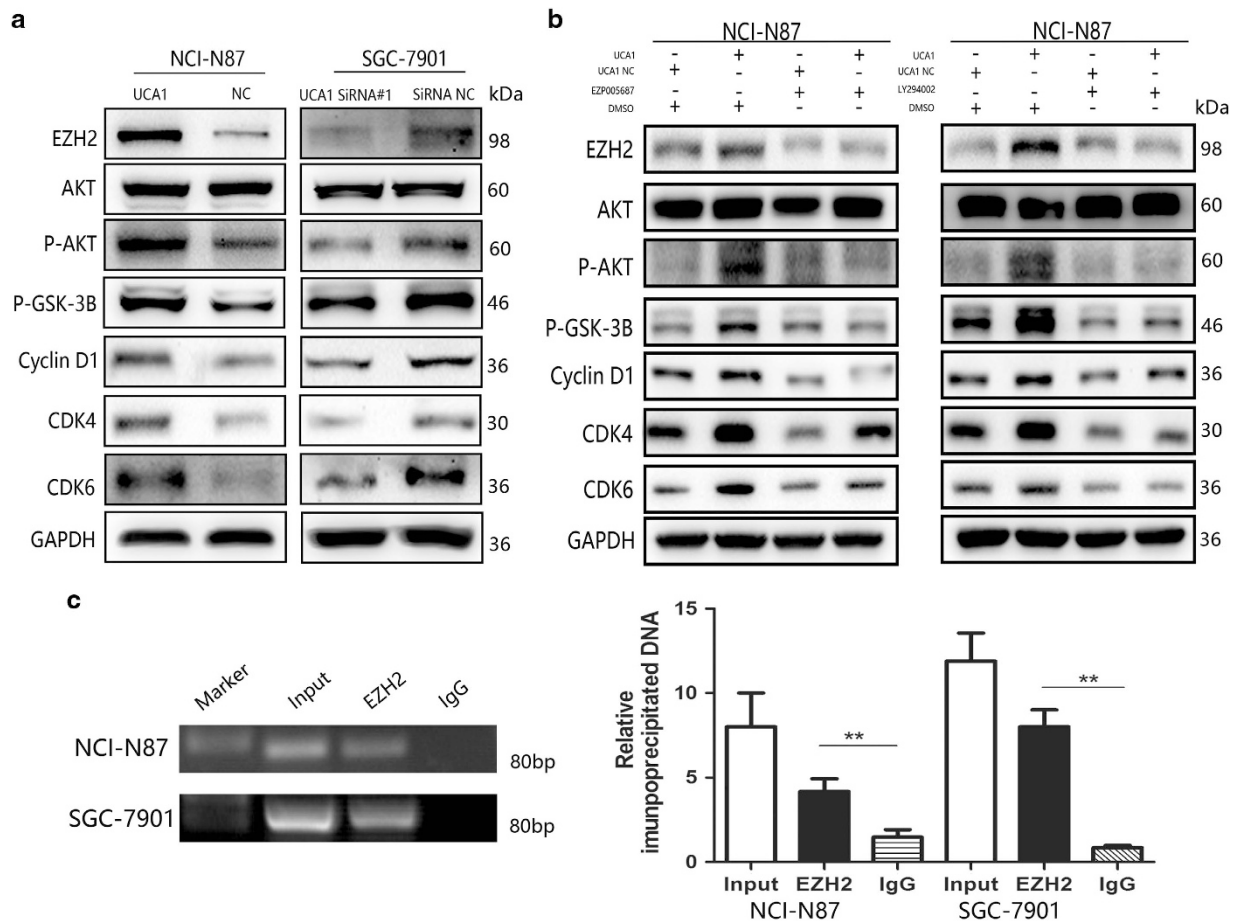 a
NCI-N87 SGC-7901
UCA1 NC UCA1 SiRNA#1 SiRNA NC kDa
EZH2 98
AKT 60
P-AKT 60
P-GSK-3B 46
Cyclin D1 36
CDK4 30
CDK6 36
GAPDH 36
b
NCI-N87 NCI-N87
UCA1 - + - + UCA1 - + - +
UCA1 NC + - + - UCA1 NC + - + -
EZP005687 - - + + LY294002 - - + +
DMSO + + - - DMSO + + - - kDa
EZH2 98
AKT 60
P-AKT 60
P-GSK-3B 46
Cyclin D1 36
CDK4 30
CDK6 36
GAPDH 36
c
Marker Input EZH2 IgG
NCI-N87 80bp
SGC-7901 80bp
Relative
imunpoprecipitated DNA
15
10
5
0
** **
Input EZH2 IgG Input EZH2 IgG
NCI-N87 SGC-7901